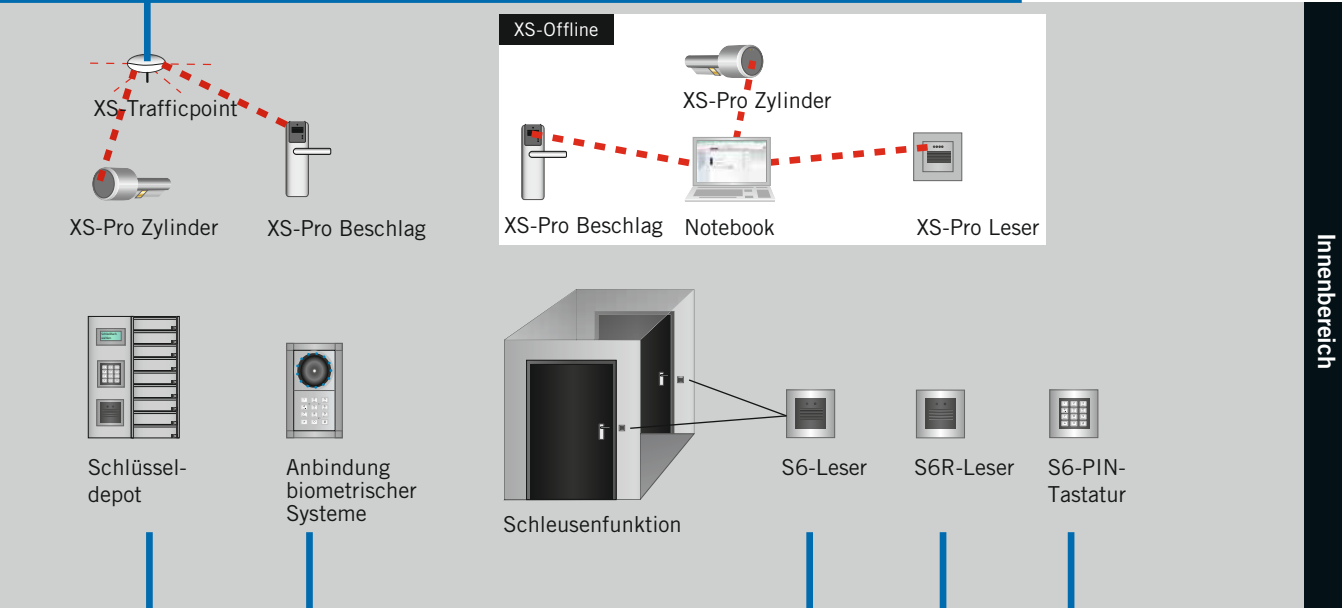 XS-Offline
XS-Trafficpoint
XS-Pro Zylinder
XS-Pro Zylinder
XS-Pro Beschlag
XS-Pro Beschlag
Notebook
XS-Pro Leser
Innenbereich
Schlüssel-
depot
Anbindung
biometrischer
Systeme
Schleusenfunktion
S6-Leser
S6R-Leser
S6-PIN-
Tastatur